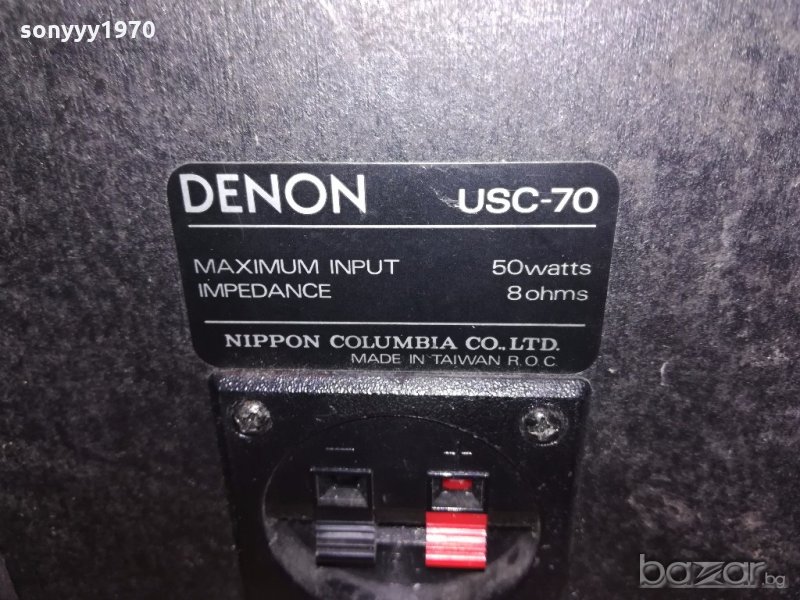 sonyyy1970
DENON USC-70
MAXIMUM INPUT 50watts
IMPEDANCE 8ohms
NIPPON COLUMBIA CO.,LTD.
MADE IN TAIWAN R.O.C
bazar.bg